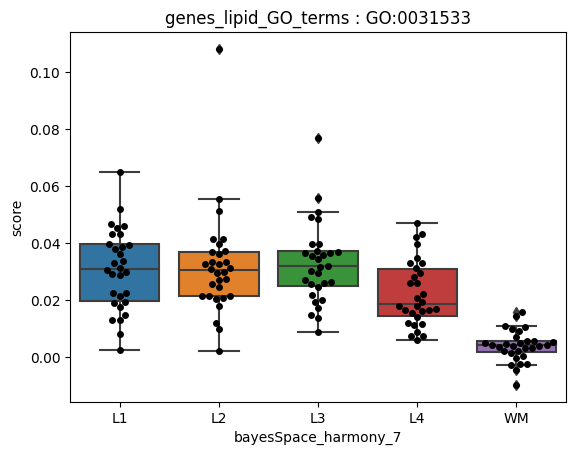 genes_lipid_GO_terms : GO:0031533
0.10
0.08
0.06
0.04
0.02
0.00
score
L1 L2 L3 L4 WM
bayesSpace_harmony_7